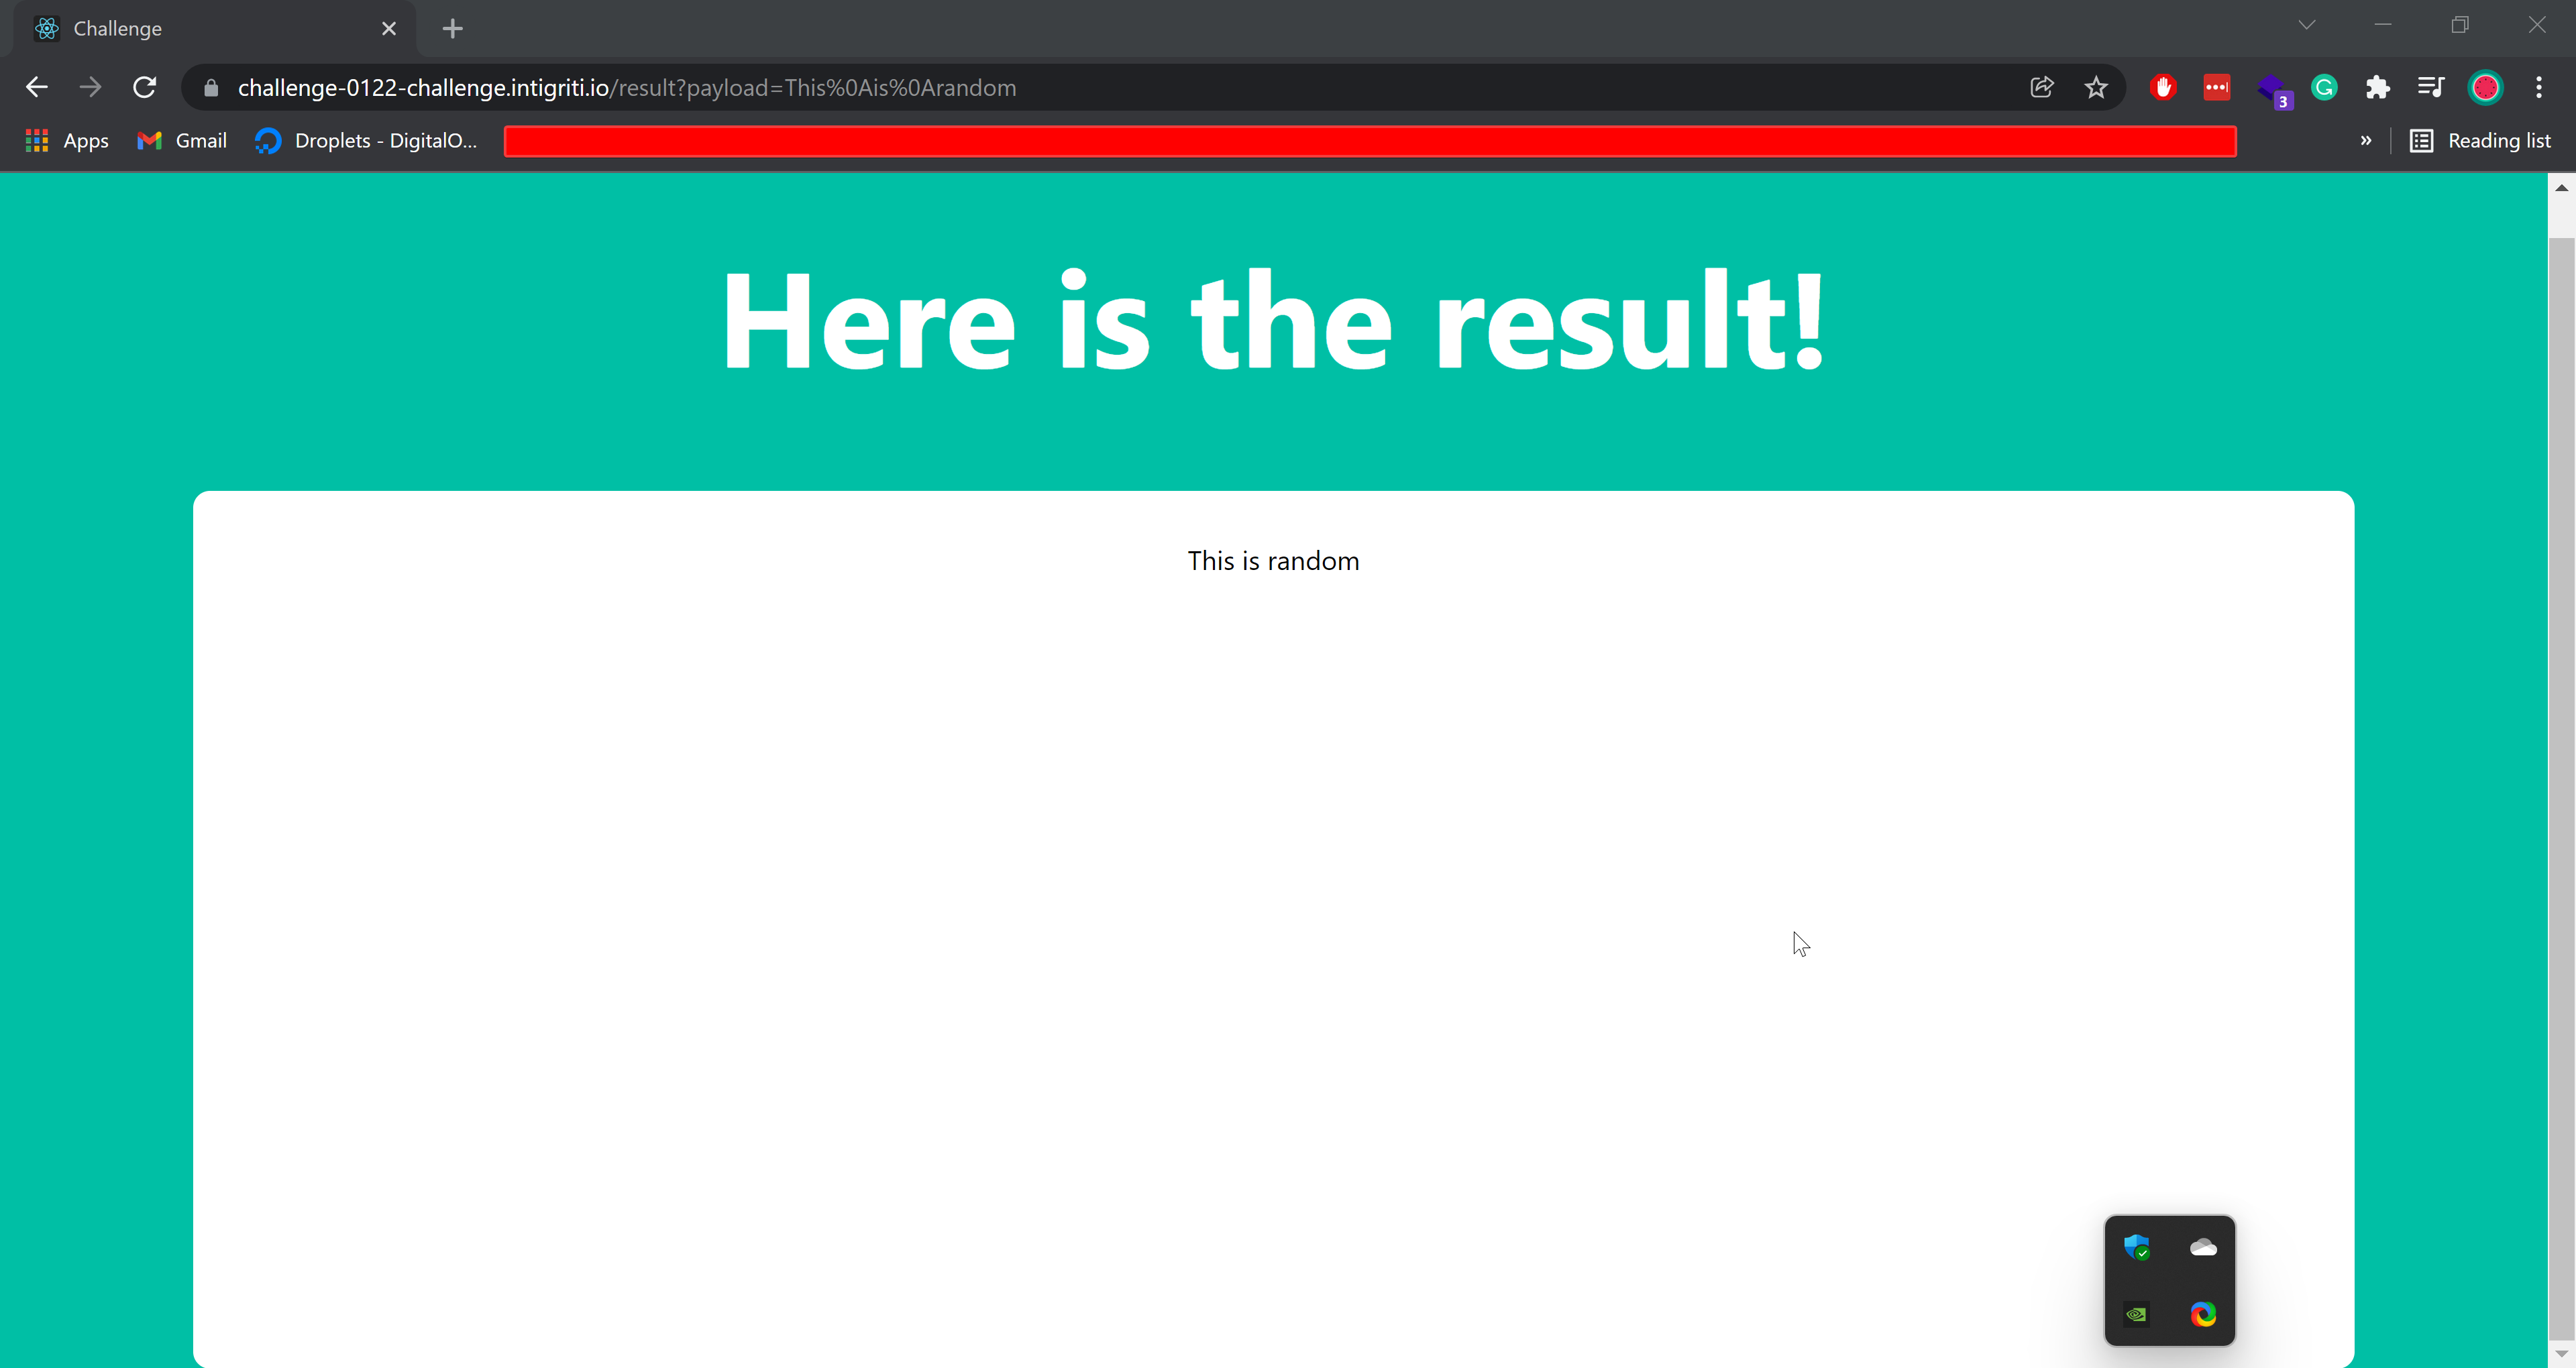 Challenge
challenge-0122-challenge.intigriti.io/result?payload=This%0Ais%0Arandom
3
G
Apps
Gmail
Droplets - DigitalO...
»
Reading list
Here is the result!
This is random